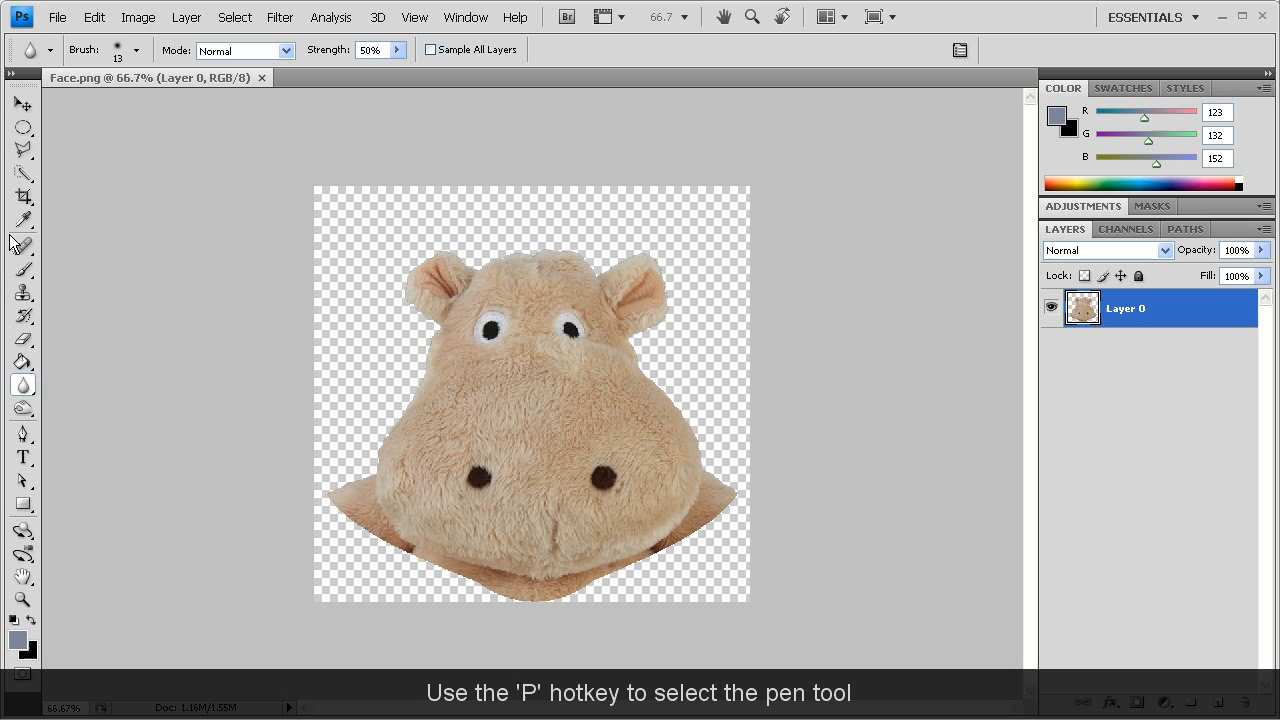 Ps File Edit Image Layer Select Filter Analysis 3D View Window Help Br 66.7 ESSENTIALS
Brush: 13 Mode: Normal Strength: 50% Sample All Layers
Face.png @ 66.7% (Layer 0, RGB/8)
COLOR SWATCHES STYLES
R 123
G 132
B 152
ADJUSTMENTS MASKS
LAYERS CHANNELS PATHS
Normal Opacity: 100%
Lock: Fill: 100%
Layer 0
T
Use the 'P' hotkey to select the pen tool
66.67% Doc: 1.16M/1.55M
fx